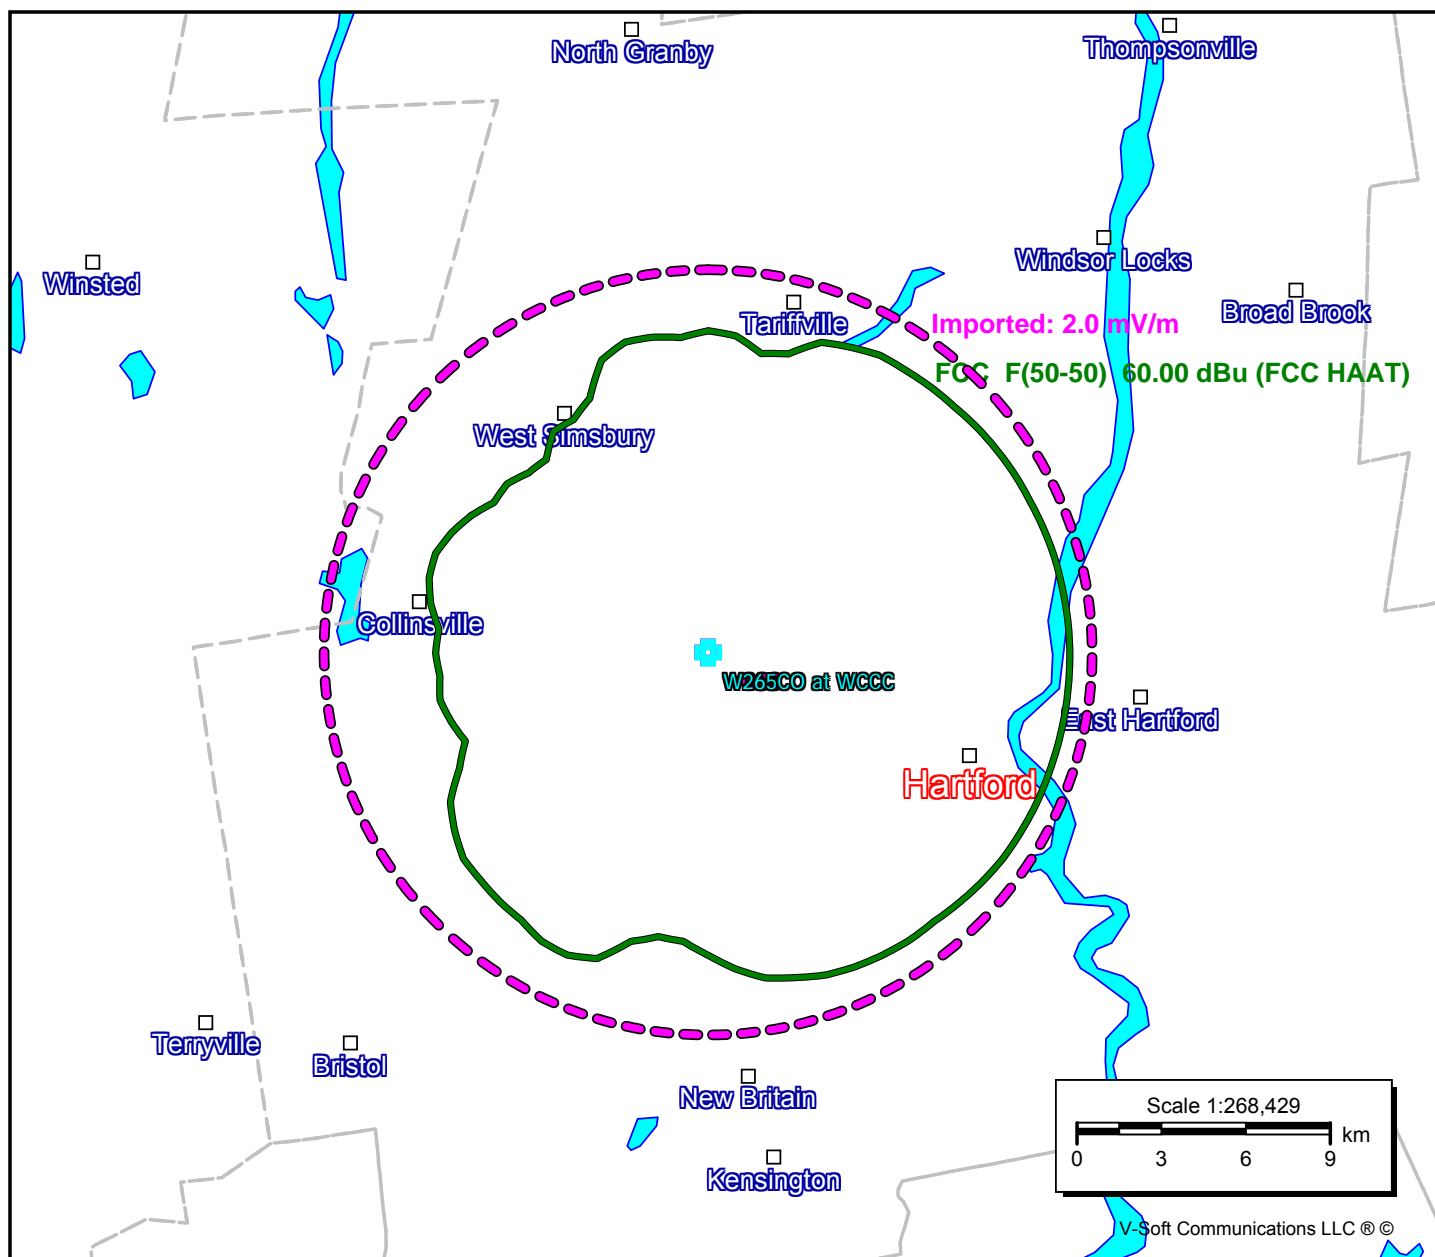 North Granby
Thompsonville
Winsted
Windsor Locks
Broad Brook
Tariffville
Imported: 2.0 mV/m
FCC F(50-50) 60.00 dBu (FCC HAAT)
West Simsbury
Collinsville
W265CO at WCCC
East Hartford
Hartford
Terryville
Bristol
New Britain
Kensington
Scale 1:268,429
km
0 3 6 9
V-Soft Communications LLC ® ©